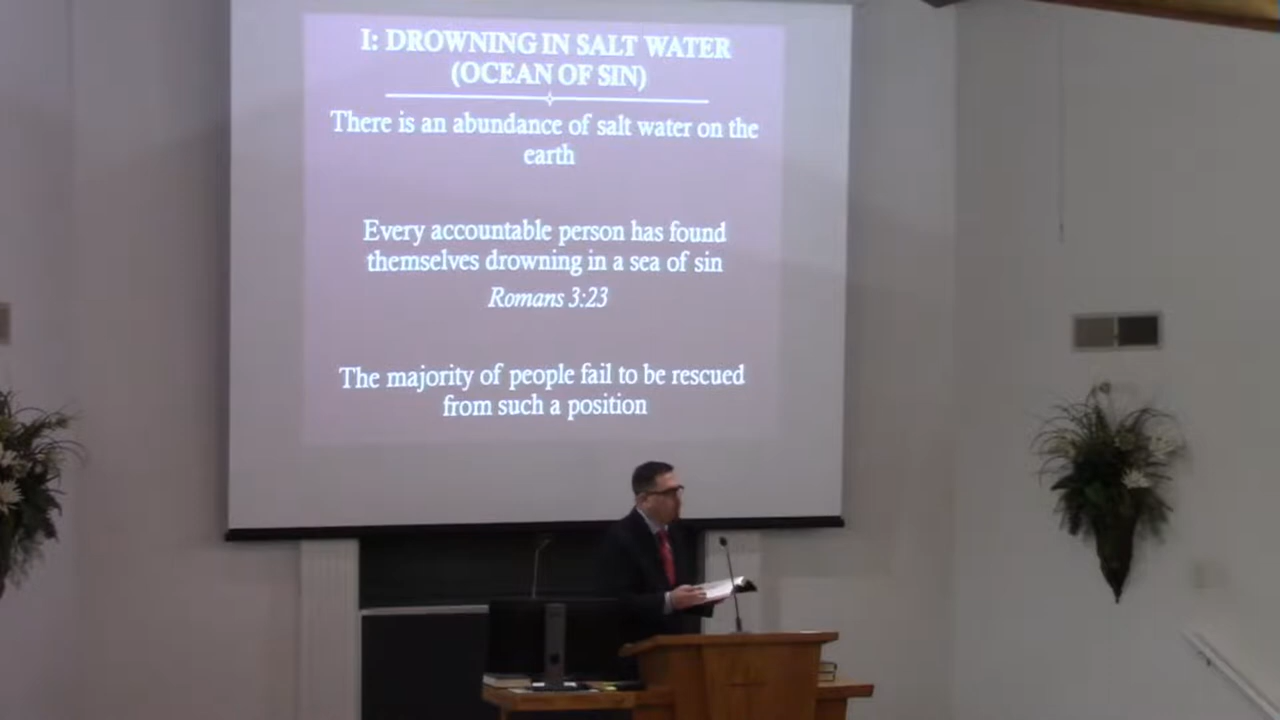 I: DROWNING IN SALT WATER
(OCEAN OF SIN)
There is an abundance of salt water on the
earth
Every accountable person has found
themselves drowning in a sea of sin
Romans 3:23
The majority of people fail to be rescued
from such a position